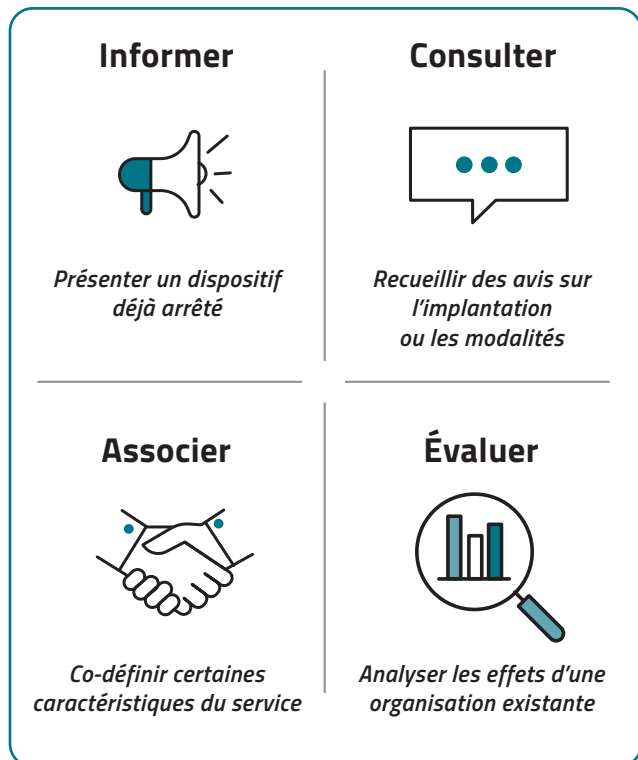 Informer
Présenter un dispositif
déjà arrêté
Consulter
Recueillir des avis sur
l'implantation
ou les modalités
Associer
Co-définir certaines
caractéristiques du service
Évaluer
Analyser les effets d'une
organisation existante